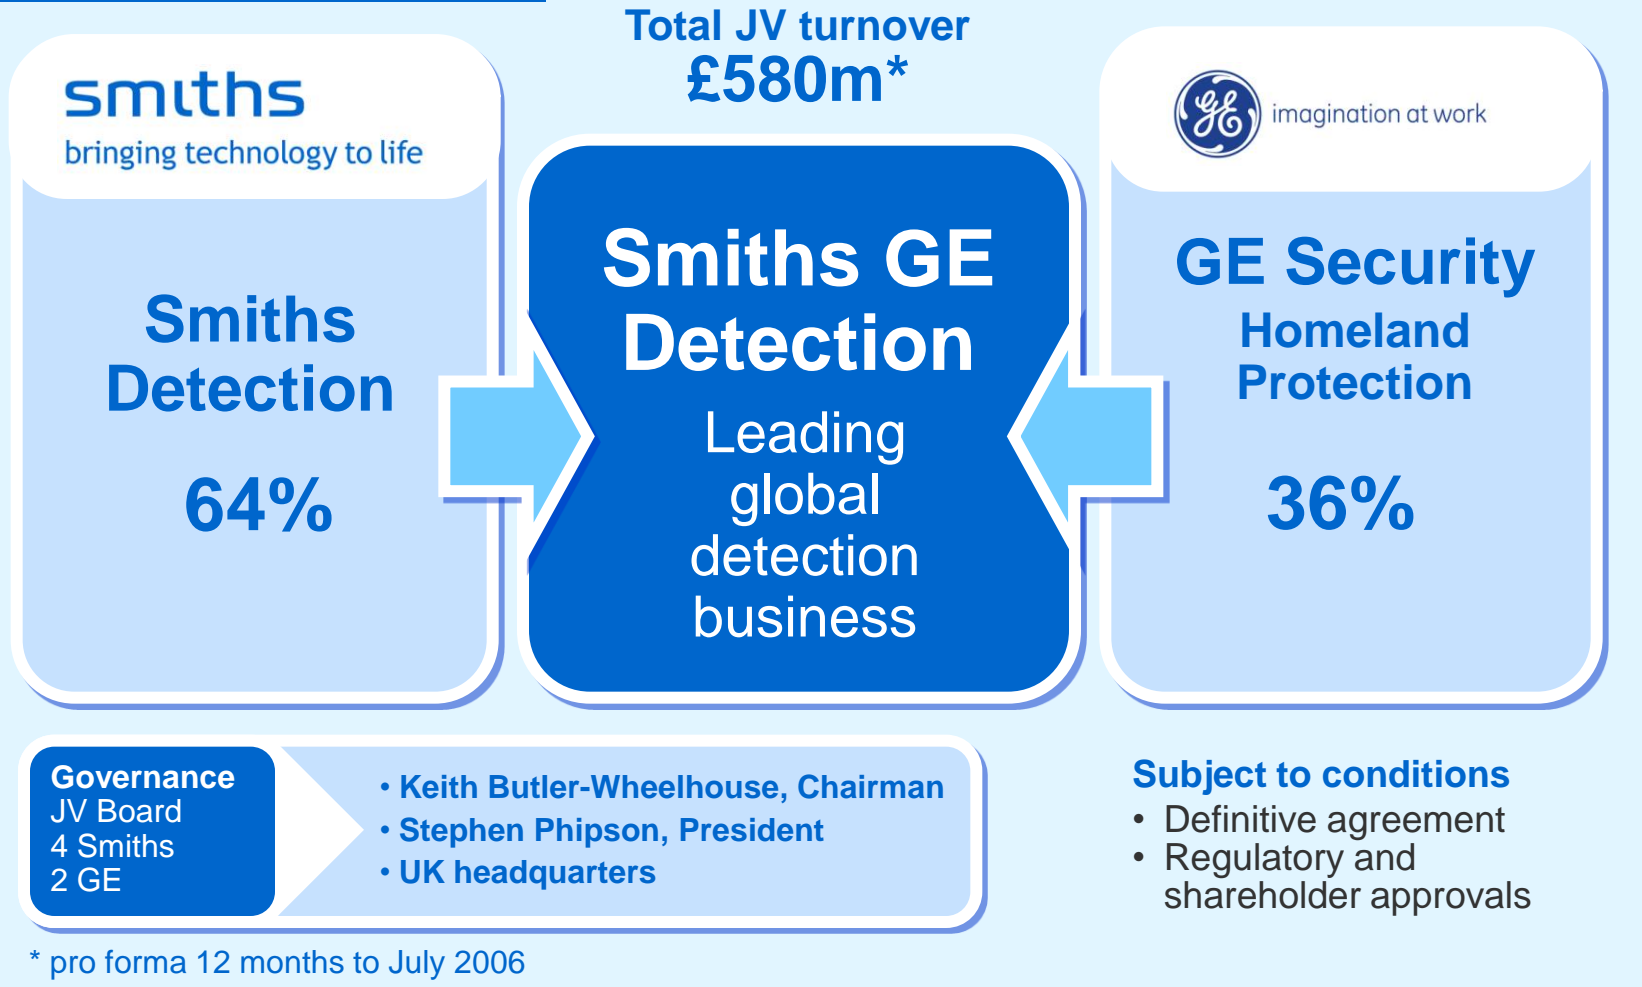 Total JV turnover
£580m*
smiths
bringing technology to life
Smiths
Detection
64%
Smiths GE
Detection
Leading
global
detection
business
GE imagination at work
GE Security
Homeland
Protection
36%
Governance
JV Board
4 Smiths
2 GE
• Keith Butler-Wheelhouse, Chairman
• Stephen Phipson, President
• UK headquarters
Subject to conditions
• Definitive agreement
• Regulatory and
shareholder approvals
* pro forma 12 months to July 2006